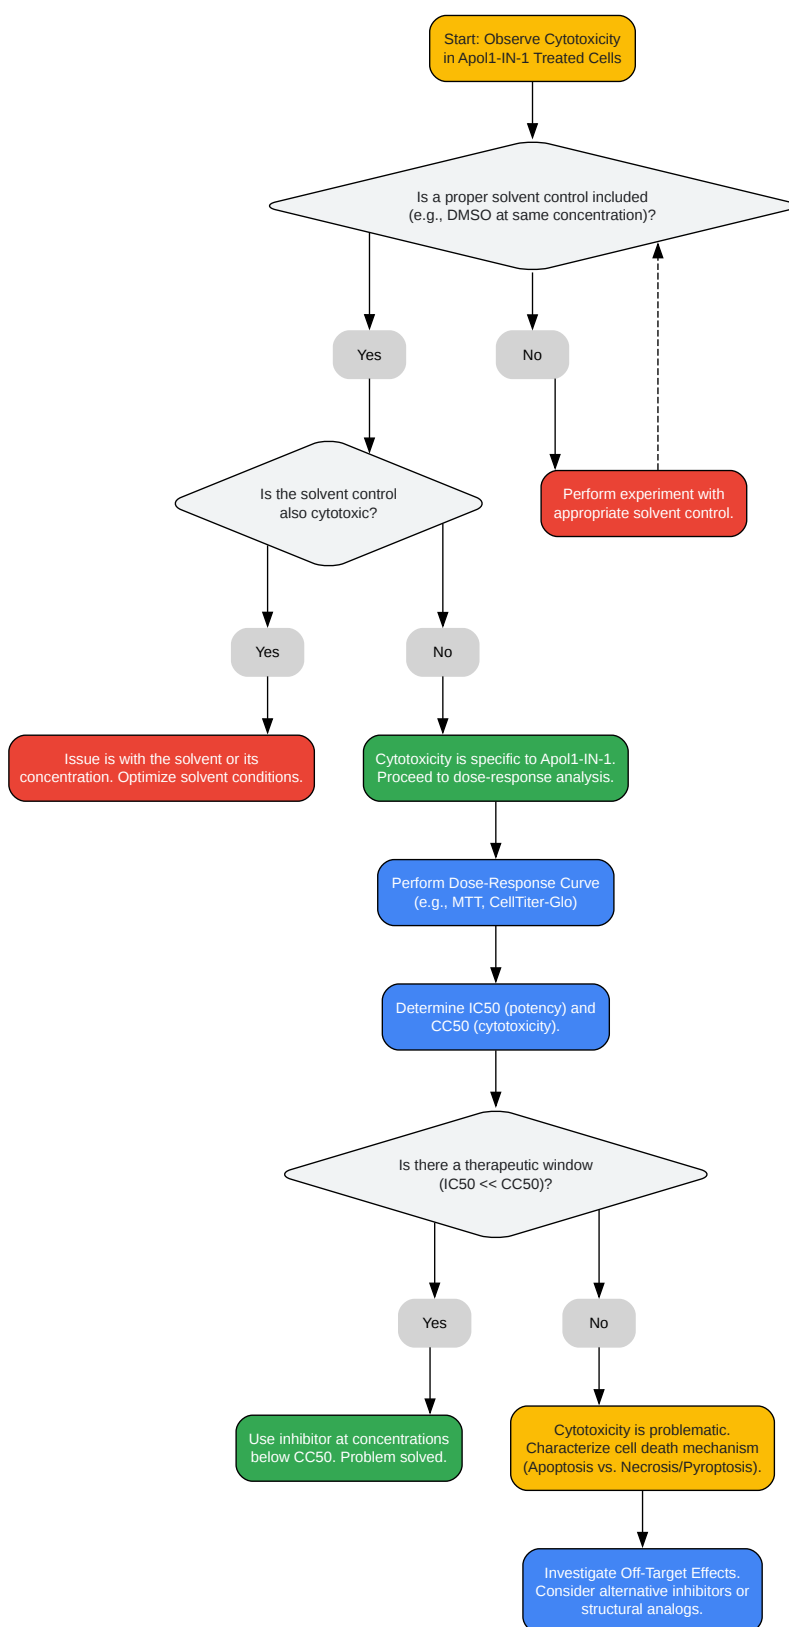 Start: Observe Cytotoxicity
in Apol1-IN-1 Treated Cells
Is a proper solvent control included
(e.g., DMSO at same concentration)?
Yes
No
Is the solvent control
also cytotoxic?
Perform experiment with
appropriate solvent control.
Yes
No
Issue is with the solvent or its
concentration. Optimize solvent conditions.
Cytotoxicity is specific to Apol1-IN-1.
Proceed to dose-response analysis.
Perform Dose-Response Curve
(e.g., MTT, CellTiter-Glo)
Determine IC50 (potency) and
CC50 (cytotoxicity).
Is there a therapeutic window
(IC50 << CC50)?
Yes
No
Use inhibitor at concentrations
below CC50. Problem solved.
Cytotoxicity is problematic.
Characterize cell death mechanism
(Apoptosis vs. Necrosis/Pyroptosis).
Investigate Off-Target Effects.
Consider alternative inhibitors or
structural analogs.